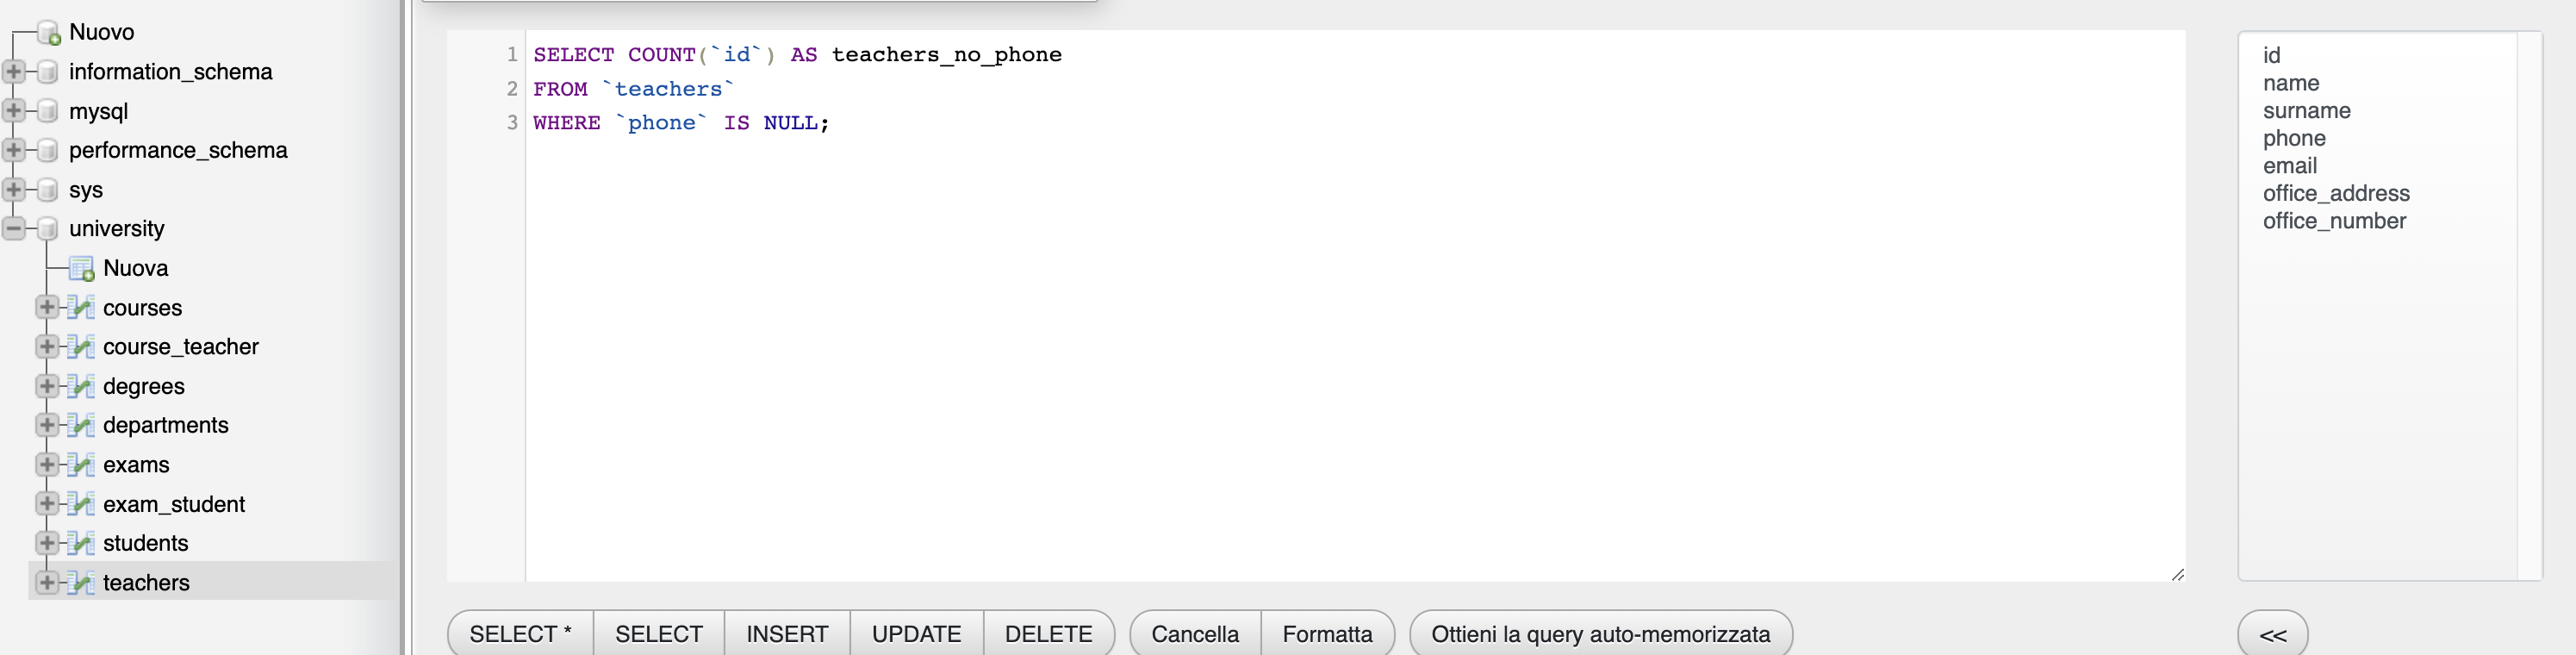 Nuovo
information_schema
mysql
performance_schema
sys
university
Nuova
courses
course_teacher
degrees
departments
exams
exam_student
students
teachers
1 SELECT COUNT(`id`) AS teachers_no_phone
2 FROM `teachers`
3 WHERE `phone` IS NULL;
id
name
surname
phone
email
office_address
office_number
SELECT * SELECT INSERT UPDATE DELETE Cancella Formatta Ottieni la query auto-memorizzata <<